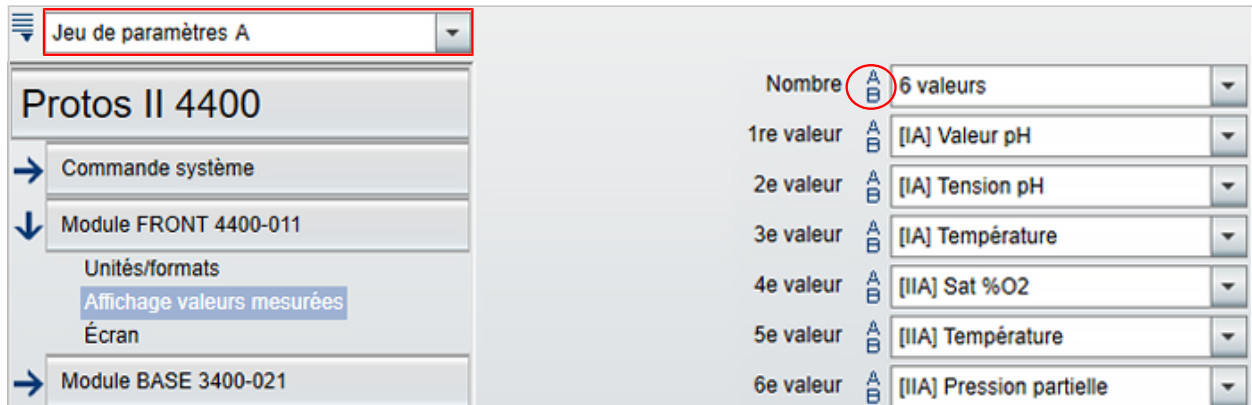 Jeu de paramètres A
Protos II 4400
Commande système
Module FRONT 4400-011
Unités/formats
Affichage valeurs mesurées
Écran
Module BASE 3400-021
Nombre A B 6 valeurs
1re valeur A B [IA] Valeur pH
2e valeur A B [IA] Tension pH
3e valeur A B [IA] Température
4e valeur A B [IIA] Sat %O2
5e valeur A B [IIA] Température
6e valeur A B [IIA] Pression partielle